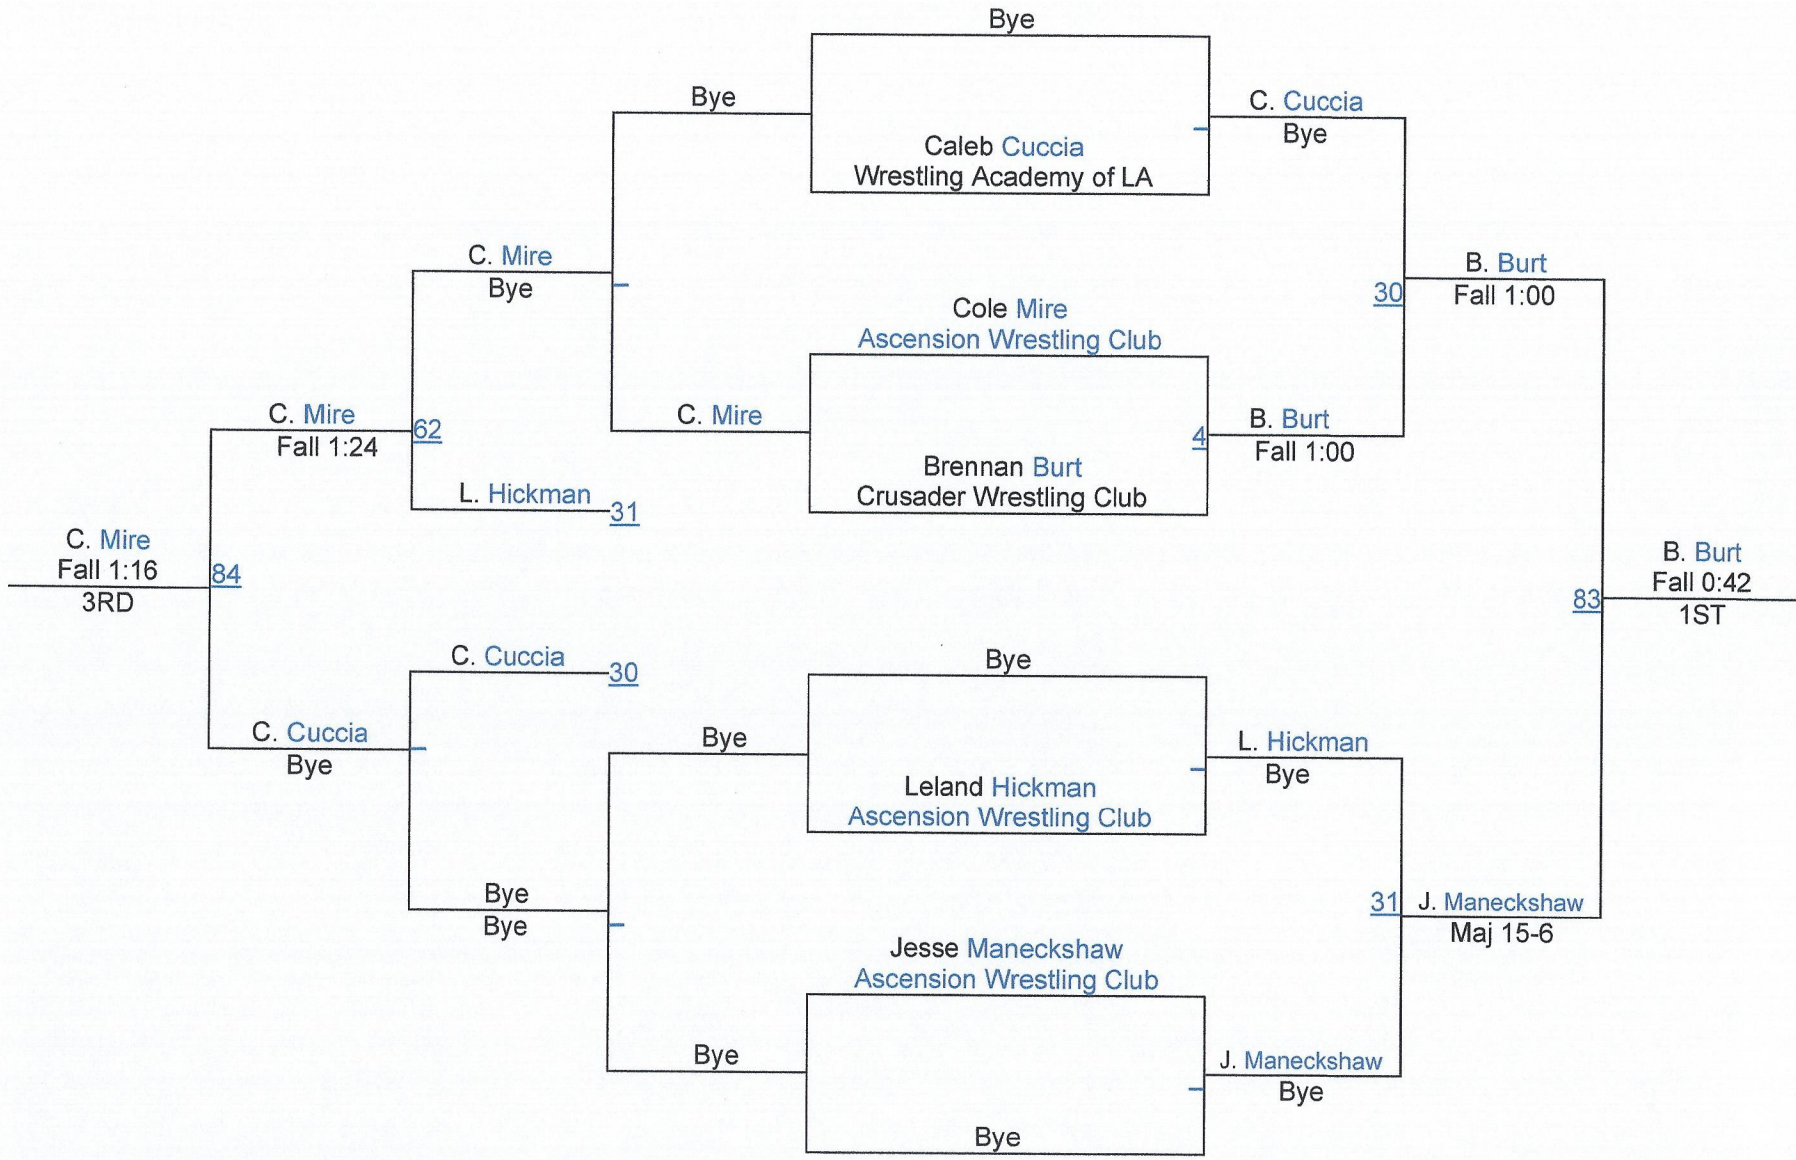 Bye
Bye
C. Cuccia
Bye
Caleb Cuccia
Wrestling Academy of LA
C. Mire
Bye
B. Burt
30
Fall 1:00
Cole Mire
Ascension Wrestling Club
C. Mire
62
Fall 1:24
C. Mire
4
B. Burt
Fall 1:00
Brennan Burt
Crusader Wrestling Club
L. Hickman
31
C. Mire
Fall 1:16
84
3RD
B. Burt
Fall 0:42
83
1ST
C. Cuccia
30
Bye
C. Cuccia
Bye
Bye
L. Hickman
Bye
Leland Hickman
Ascension Wrestling Club
Bye
Bye
31
J. Maneckshaw
Maj 15-6
Jesse Maneckshaw
Ascension Wrestling Club
Bye
J. Maneckshaw
Bye
Bye